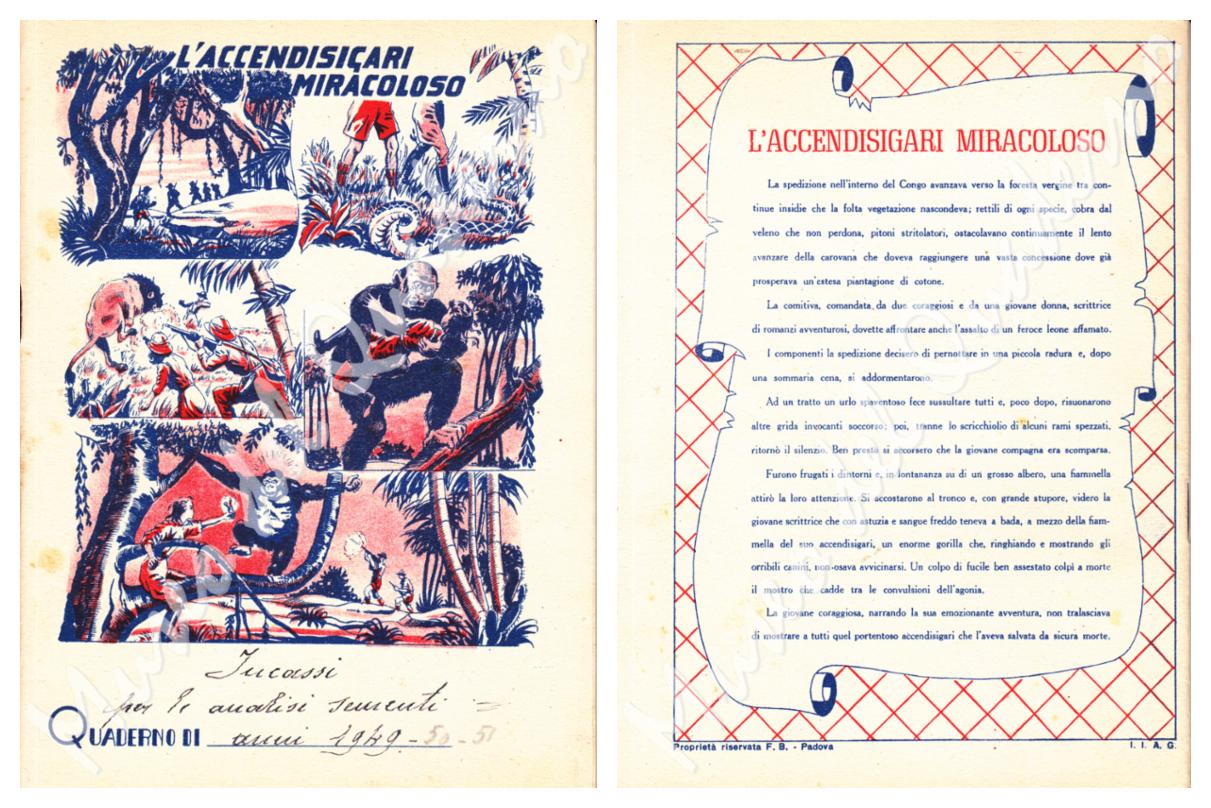 L'ACCENDISIGARI
MIRACOLOSO
Incassi
per le analisi sementi
QUADERNO DI anni 1949-50-51
L'ACCENDISIGARI MIRACOLOSO
La spedizione nell'interno del Congo avanzava verso la foresta vergine tra con-
tinue insidie che la folta vegetazione nascondeva; rettili di ogni specie, cobra dal
veleno che non perdona, pitoni stritolatori, ostacolavano continuamente il lento
avanzare della carovana che doveva raggiungere una vasta concessione dove già
prosperava un'estesa piantagione di cotone.
La comitiva, comandata da due coraggiosi e da una giovane donna, scrittrice
di romanzi avventurosi, dovette affrontare anche l'assalto di un feroce leone affamato.
I componenti la spedizione decisero di pernottare in una piccola radura e, dopo
una sommaria cena, si addormentarono.
Ad un tratto un urlo spaventoso fece sussultare tutti e, poco dopo, risuonarono
altre grida invocanti soccorso; poi, tranne lo scricchiolio di alcuni rami spezzati,
ritornò il silenzio. Ben presto si accorsero che la giovane compagna era scomparsa.
Furono frugati i dintorni e, in lontananza su di un grosso albero, una fiammella
attirò la loro attenzione. Si accostarono al tronco e, con grande stupore, videro la
giovane scrittrice che con astuzia e sangue freddo teneva a bada, a mezzo della fiam-
mella del suo accendisigari, un enorme gorilla che, ringhiando e mostrando gli
orribili canini, non osava avvicinarsi. Un colpo di fucile ben assestato colpì a morte
il mostro che cadde tra le convulsioni dell'agonia.
La giovane coraggiosa, narrando la sua emozionante avventura, non tralasciava
di mostrare a tutti quel portentoso accendisigari che l'aveva salvata da sicura morte.
Proprietà riservata F. B. - Padova
I. I. A. G.